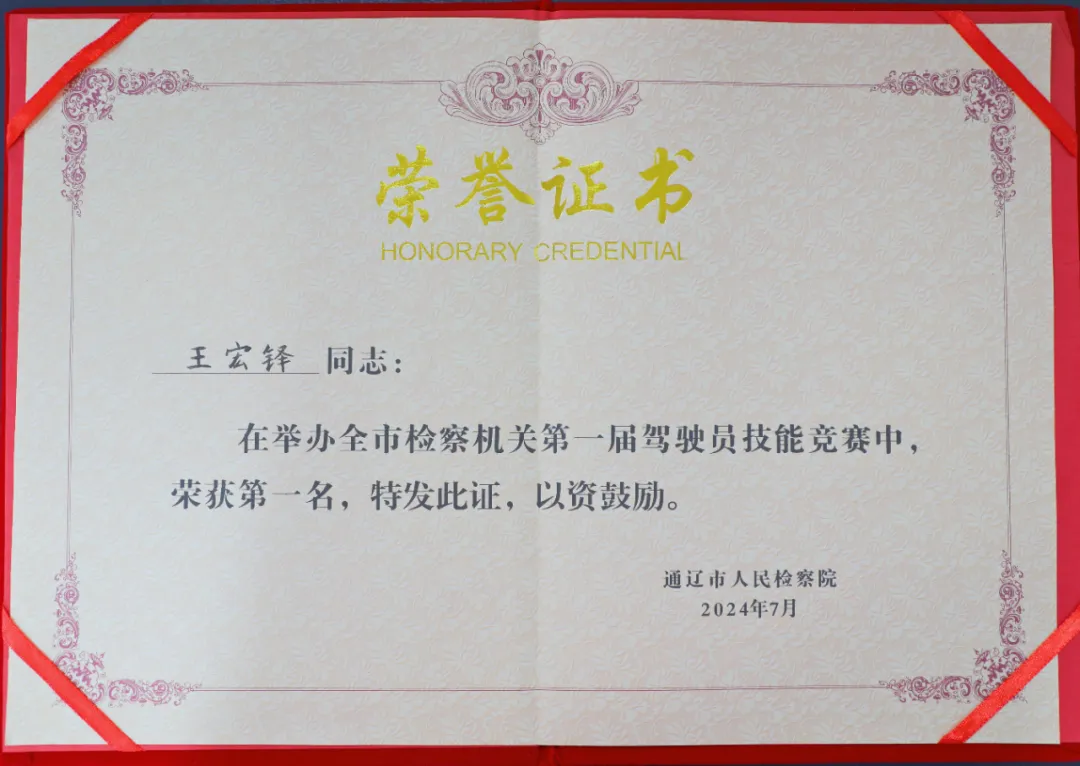 荣誉证书
HONORARY CREDENTIAL
王宏铎 同志：
在举办全市检察机关第一届驾驶员技能竞赛中，
荣获第一名，特发此证，以资鼓励。
通辽市人民检察院
2024年7月